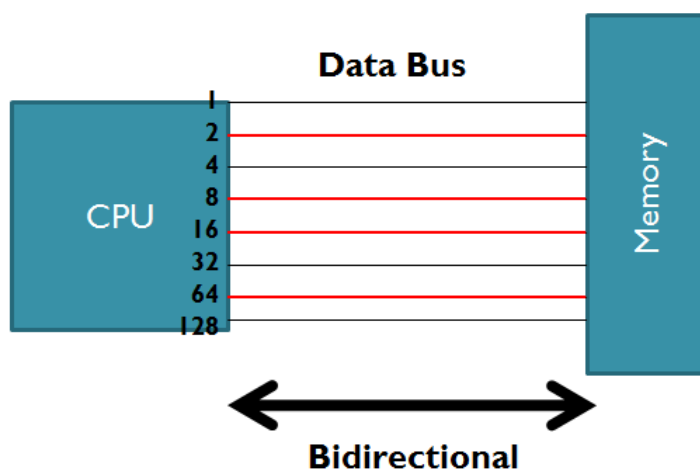 Data Bus
1
2
4
8
16
32
64
128
CPU
Memory
Bidirectional